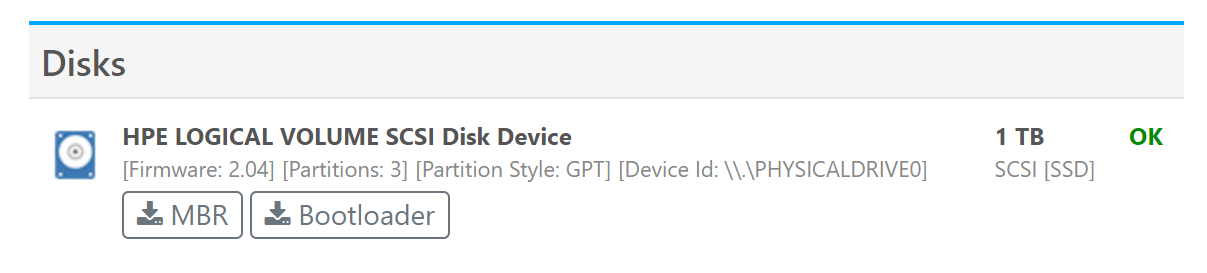 Disks
HPE LOGICAL VOLUME SCSI Disk Device 1 TB OK
[Firmware: 2.04] [Partitions: 3] [Partition Style: GPT] [Device Id: \\.\PHYSICALDRIVE0] SCSI [SSD]
MBR Bootloader